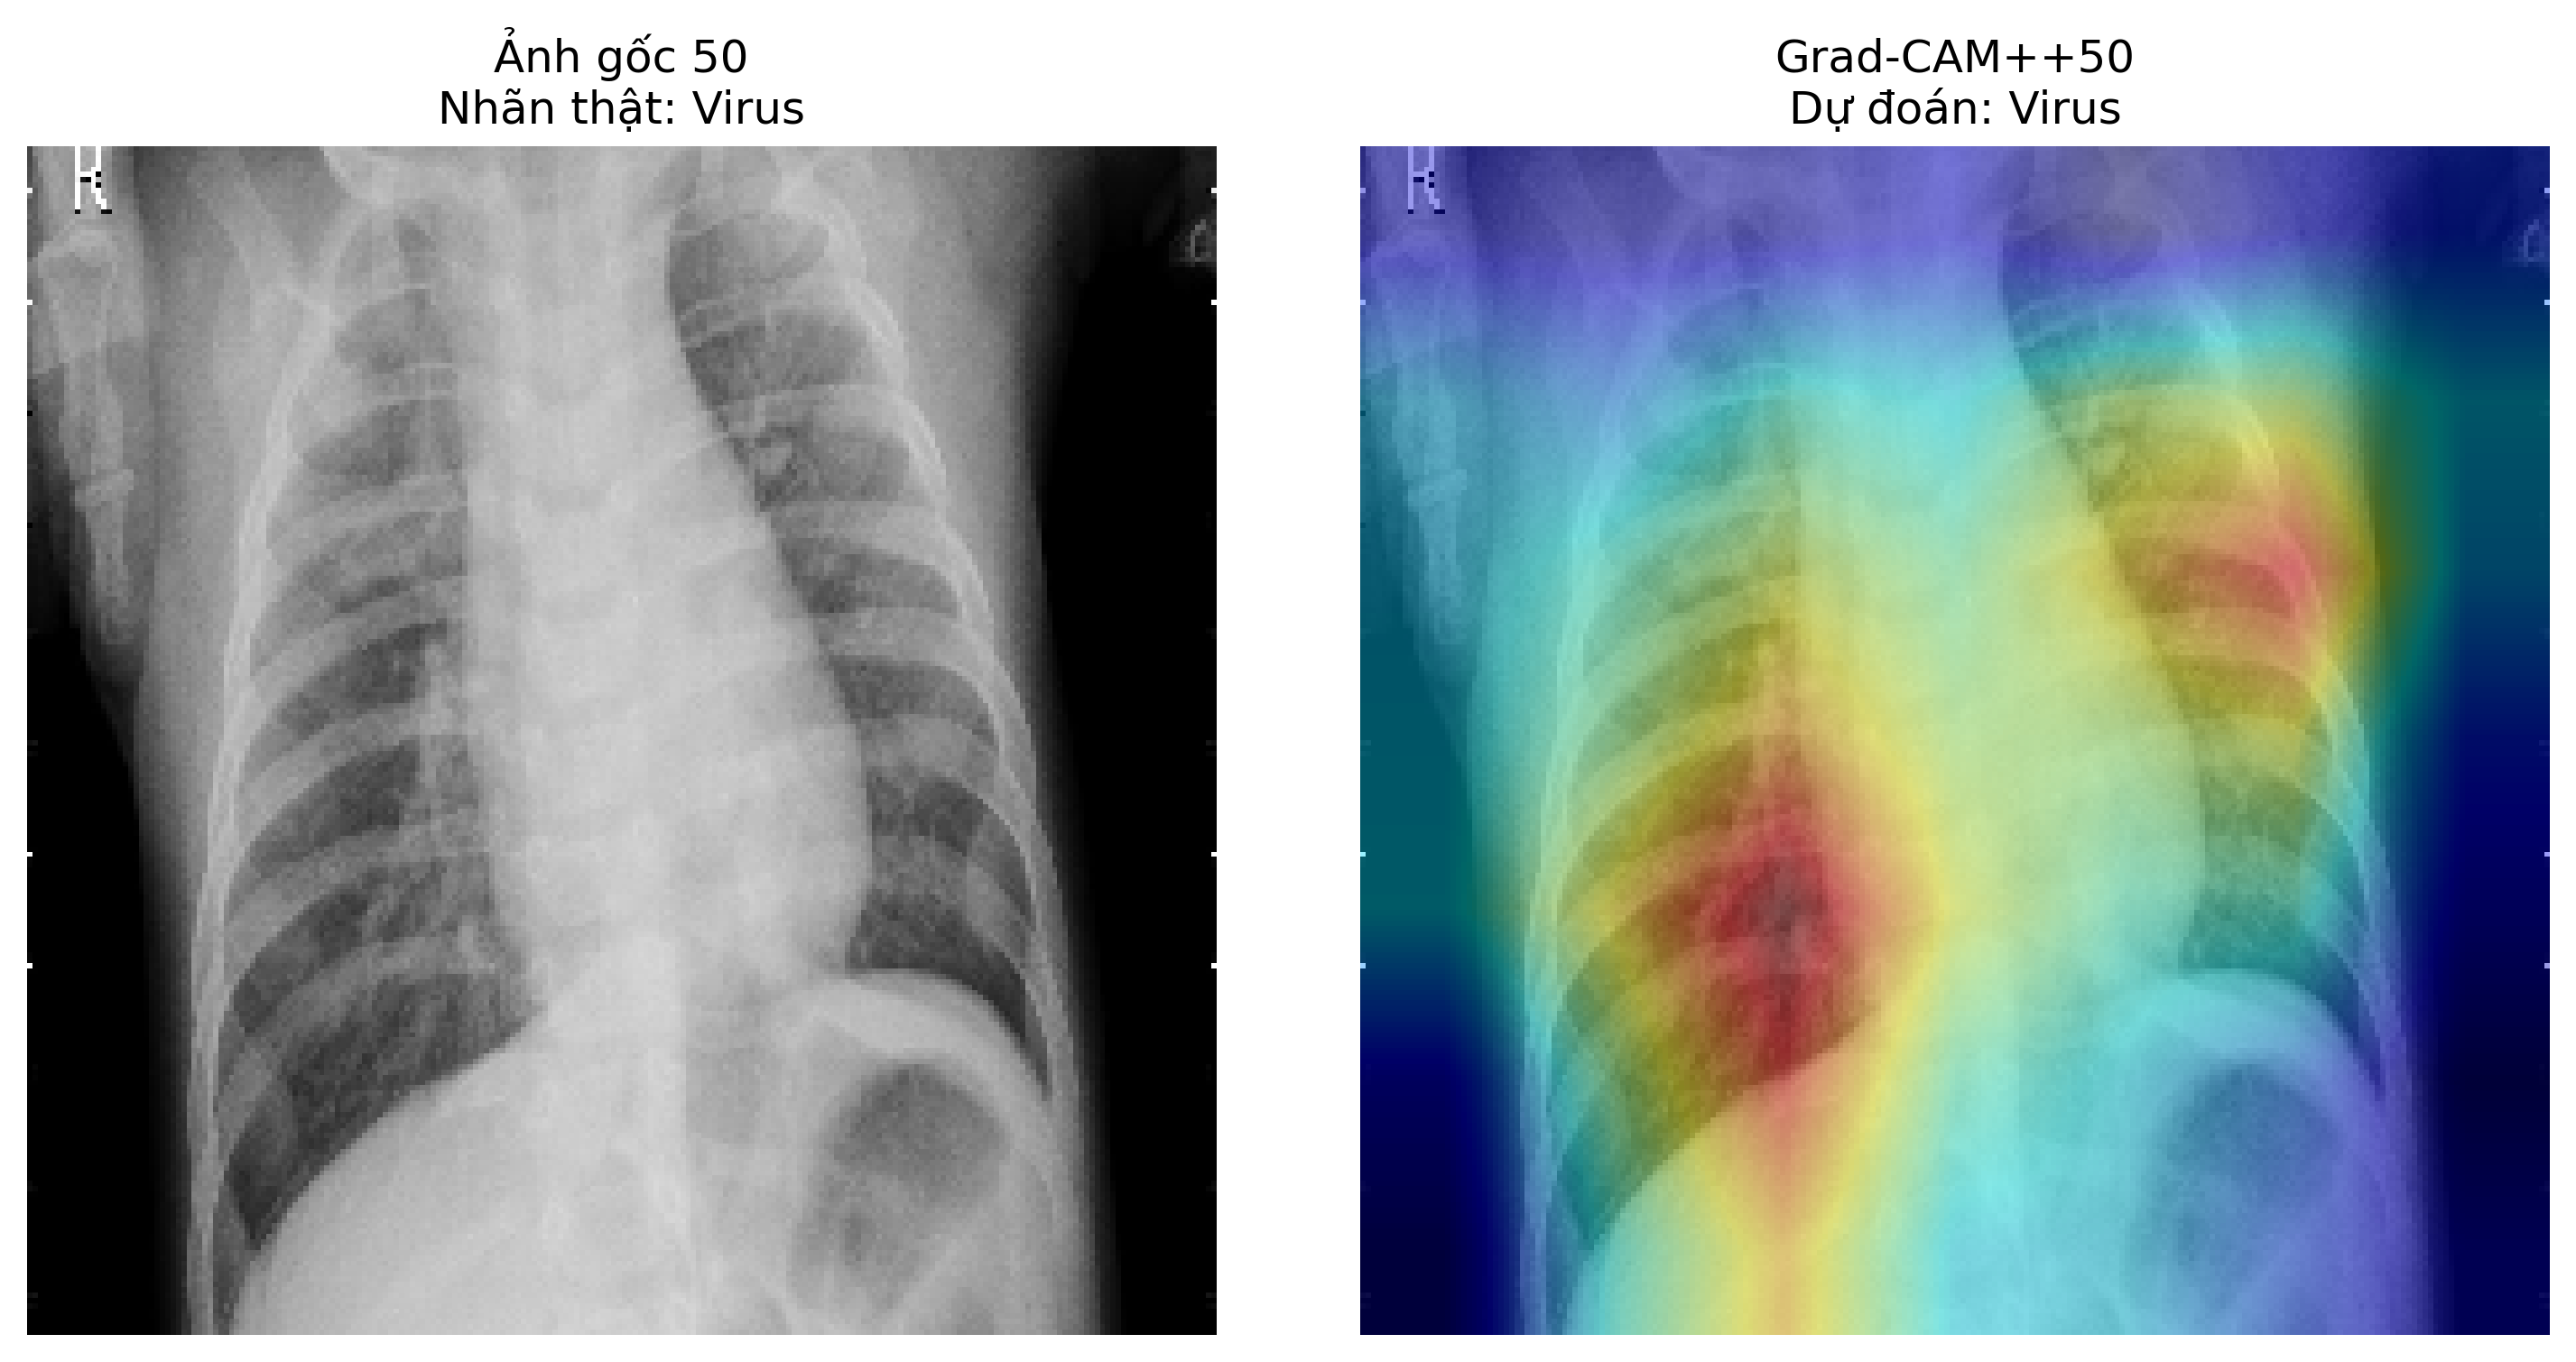 Ảnh gốc 50
Nhãn thật: Virus
Grad-CAM++50
Dự đoán: Virus
R
R